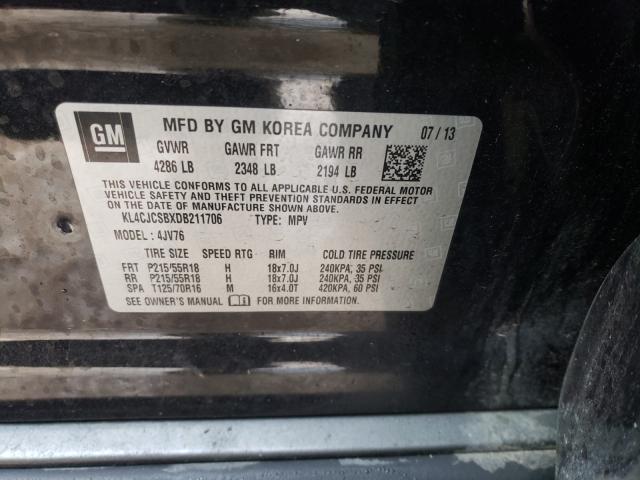 GM MFD BY GM KOREA COMPANY 07 / 13
GVWR GAWR FRT GAWR RR
4286 LB 2348 LB 2194 LB
THIS VEHICLE CONFORMS TO ALL APPLICABLE U.S. FEDERAL MOTOR
VEHICLE SAFETY AND THEFT PREVENTION STANDARDS IN EFFECT
ON THE DATE OF MANUFACTURE SHOWN ABOVE.
KL4CJCSBXDB211706 TYPE: MPV
MODEL : 4JV76
TIRE SIZE SPEED RTG RIM COLD TIRE PRESSURE
FRT P215/55R18 H 18x7.0J 240KPA, 35 PSI
RR P215/55R18 H 18x7.0J 240KPA, 35 PSI
SPA T125/70R16 M 16x4.0T 420KPA, 60 PSI
SEE OWNER'S MANUAL FOR MORE INFORMATION.